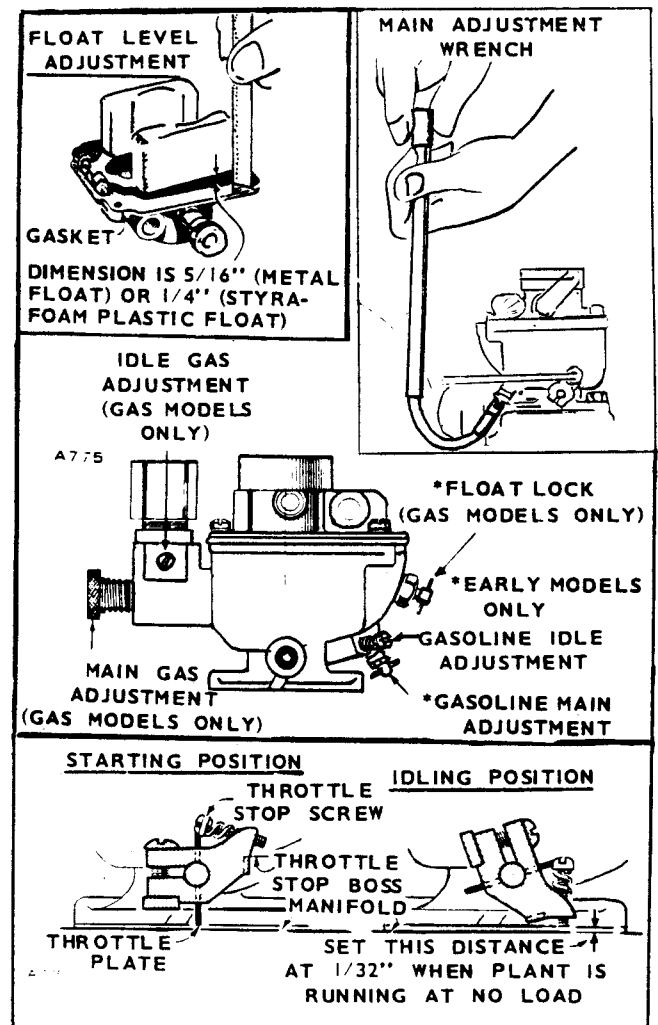 FLOAT LEVEL
ADJUSTMENT
GASKET
DIMENSION IS 5/16" (METAL
FLOAT) OR 1/4" (STYRA-
FOAM PLASTIC FLOAT)
MAIN ADJUSTMENT
WRENCH
IDLE GAS
ADJUSTMENT
(GAS MODELS
ONLY)
A775
*FLOAT LOCK
(GAS MODELS ONLY)
*EARLY MODELS
ONLY
GASOLINE IDLE
ADJUSTMENT
*GASOLINE MAIN
ADJUSTMENT
MAIN GAS
ADJUSTMENT
(GAS MODELS ONLY)
STARTING POSITION
THROTTLE
STOP SCREW
IDLING POSITION
THROTTLE
STOP BOSS
MANIFOLD
THROTTLE
PLATE
SET THIS DISTANCE
AT 1/32" WHEN PLANT IS
RUNNING AT NO LOAD